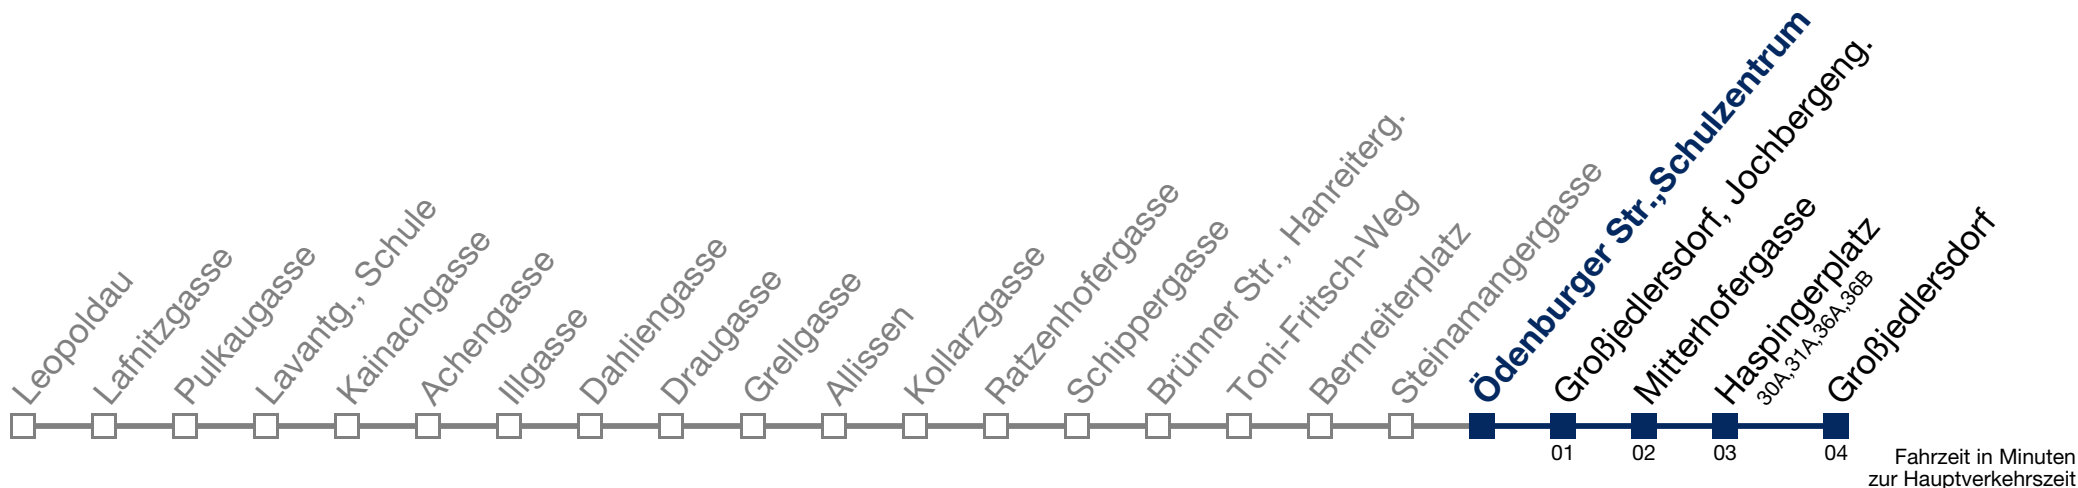 Leopoldau
Lafnitzgasse
Pulkaugasse
Lavantg., Schule
Kainachgasse
Achengasse
Illgasse
Dahliengasse
Draugasse
Grellgasse
Allissen
Kollarzgasse
Ratzenhofergasse
Schippergasse
Brünner Str., Hanreiterg.
Toni-Fritsch-Weg
Bernreiterplatz
Steinamangergasse
Ödenburger Str.,Schulzentrum
Großjedlersdorf, Jochbergeng.
Mitterhofergasse
Haspingerplatz
30A,31A,36A,36B
Großjedlersdorf
01
02
03
04
Fahrzeit in Minuten
zur Hauptverkehrszeit